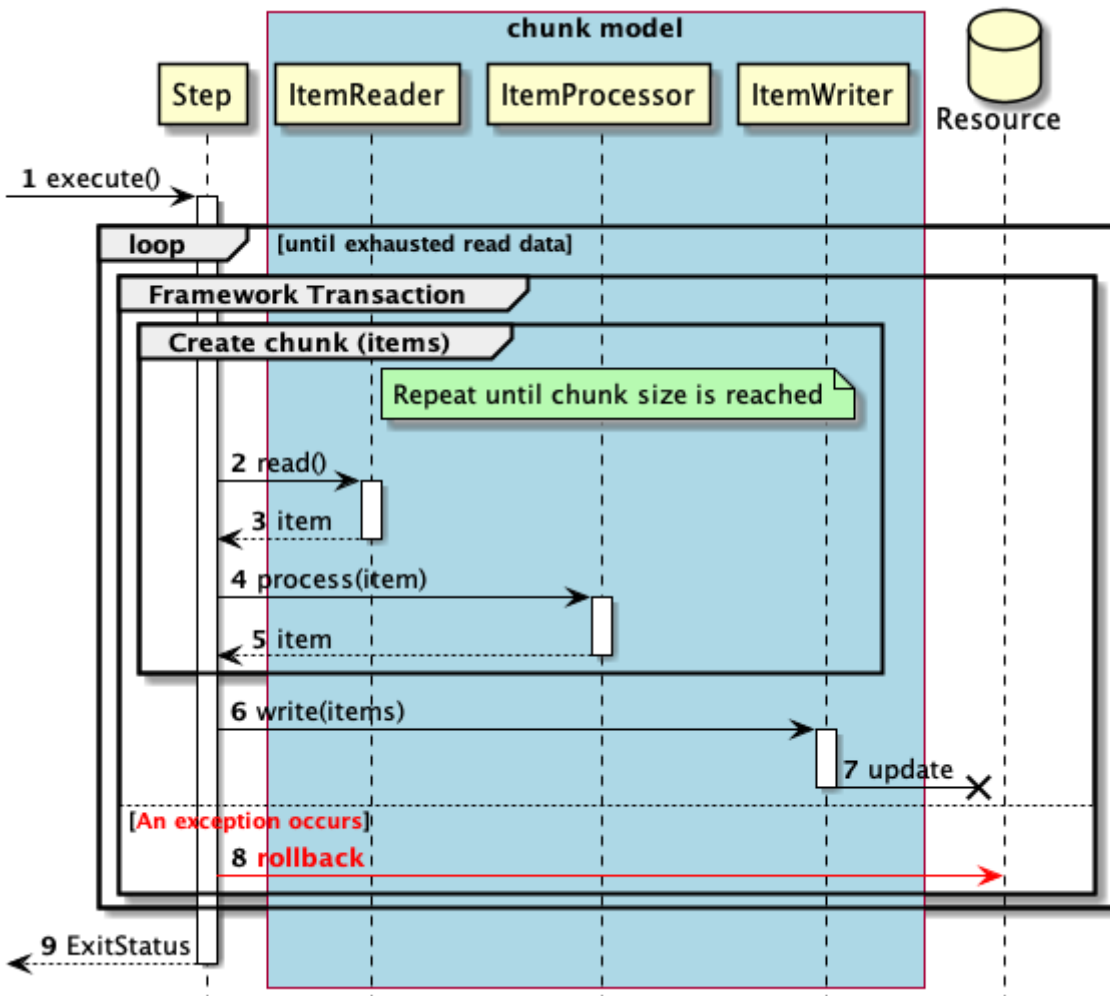 chunk model
Step
ItemReader
ItemProcessor
ItemWriter
Resource
1 execute()
loop [until exhausted read data]
Framework Transaction
Create chunk (items)
Repeat until chunk size is reached
2 read()
3 item
4 process(item)
5 item
6 write(items)
7 update
[An exception occurs]
8 rollback
9 ExitStatus